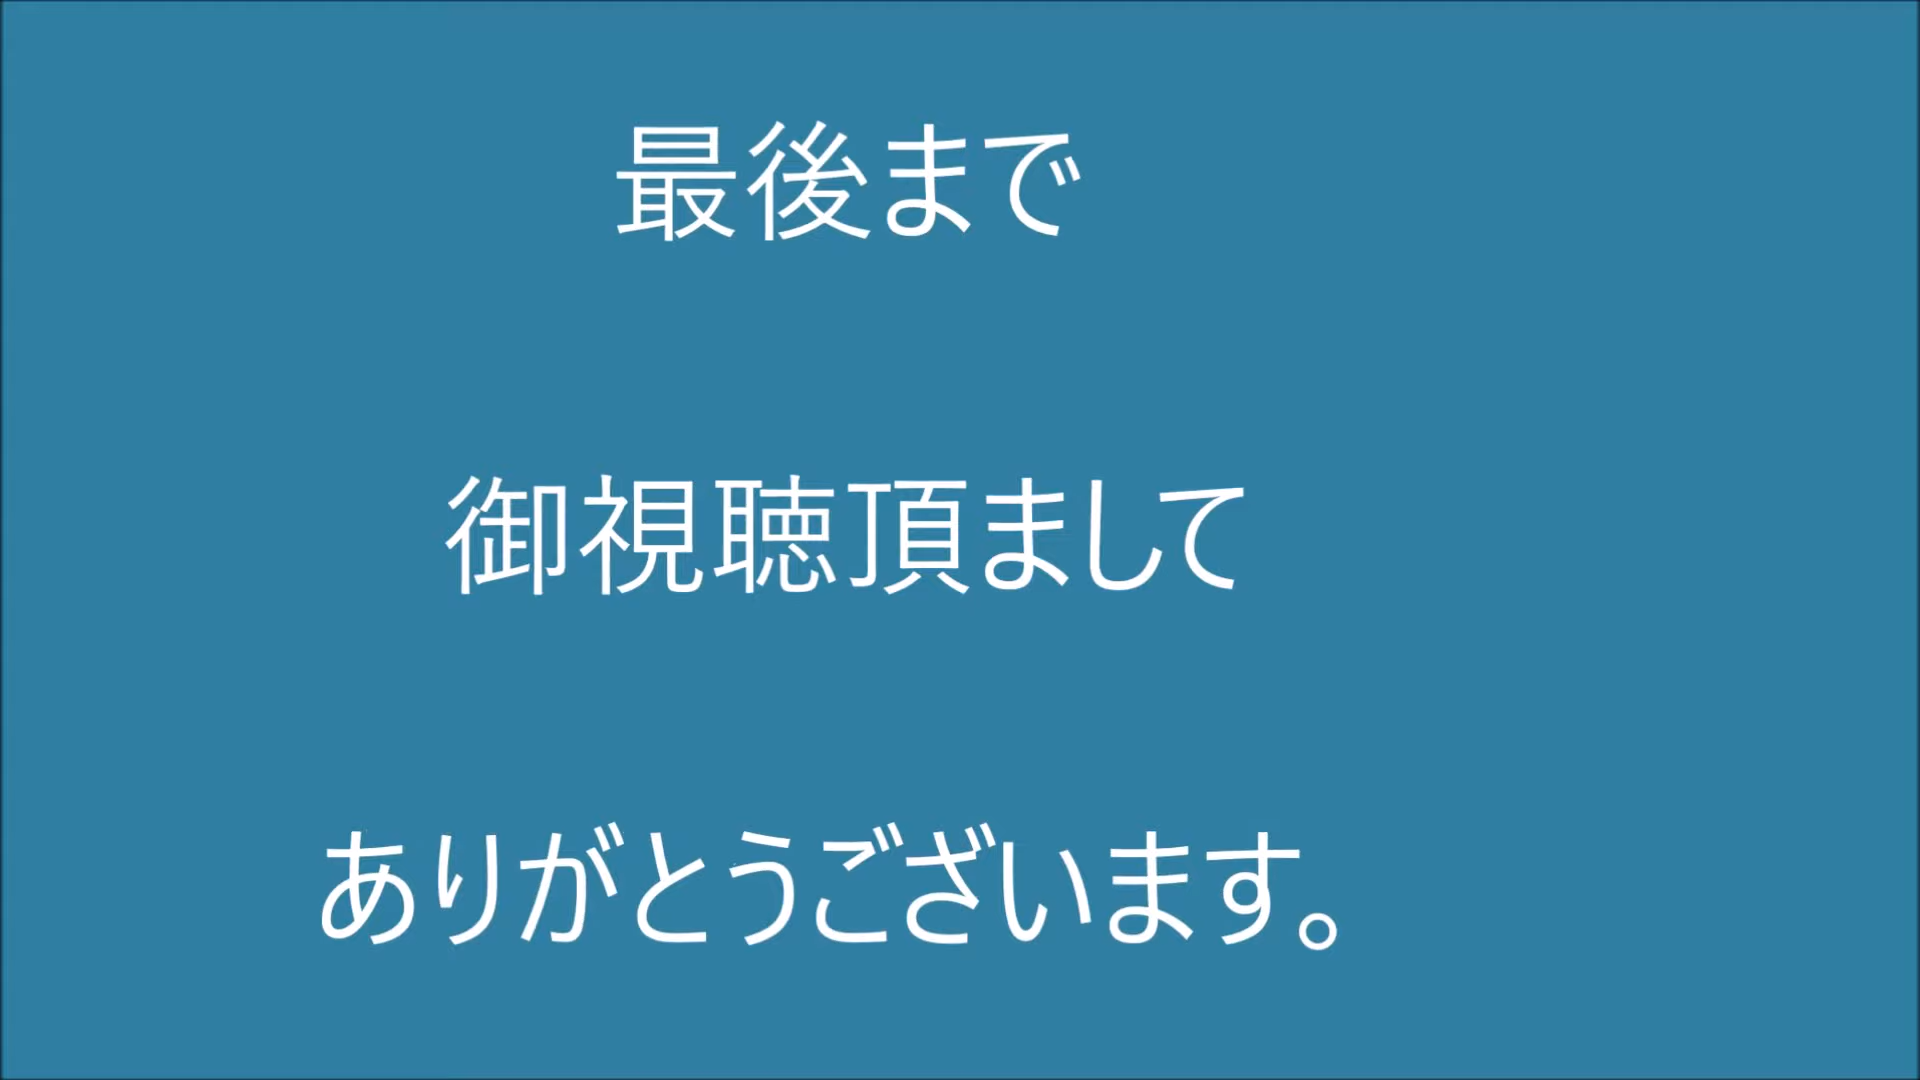 最後まで
御視聴頂まして
ありがとうございます。